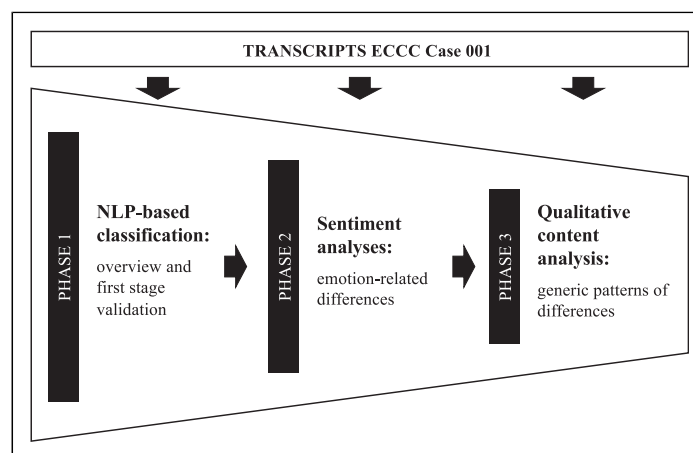 TRANSCRIPTS ECCC Case 001
PHASE 1
NLP-based
classification:
overview and
first stage
validation
PHASE 2
Sentiment
analyses:
emotion-related
differences
PHASE 3
Qualitative
content
analysis:
generic patterns of
differences